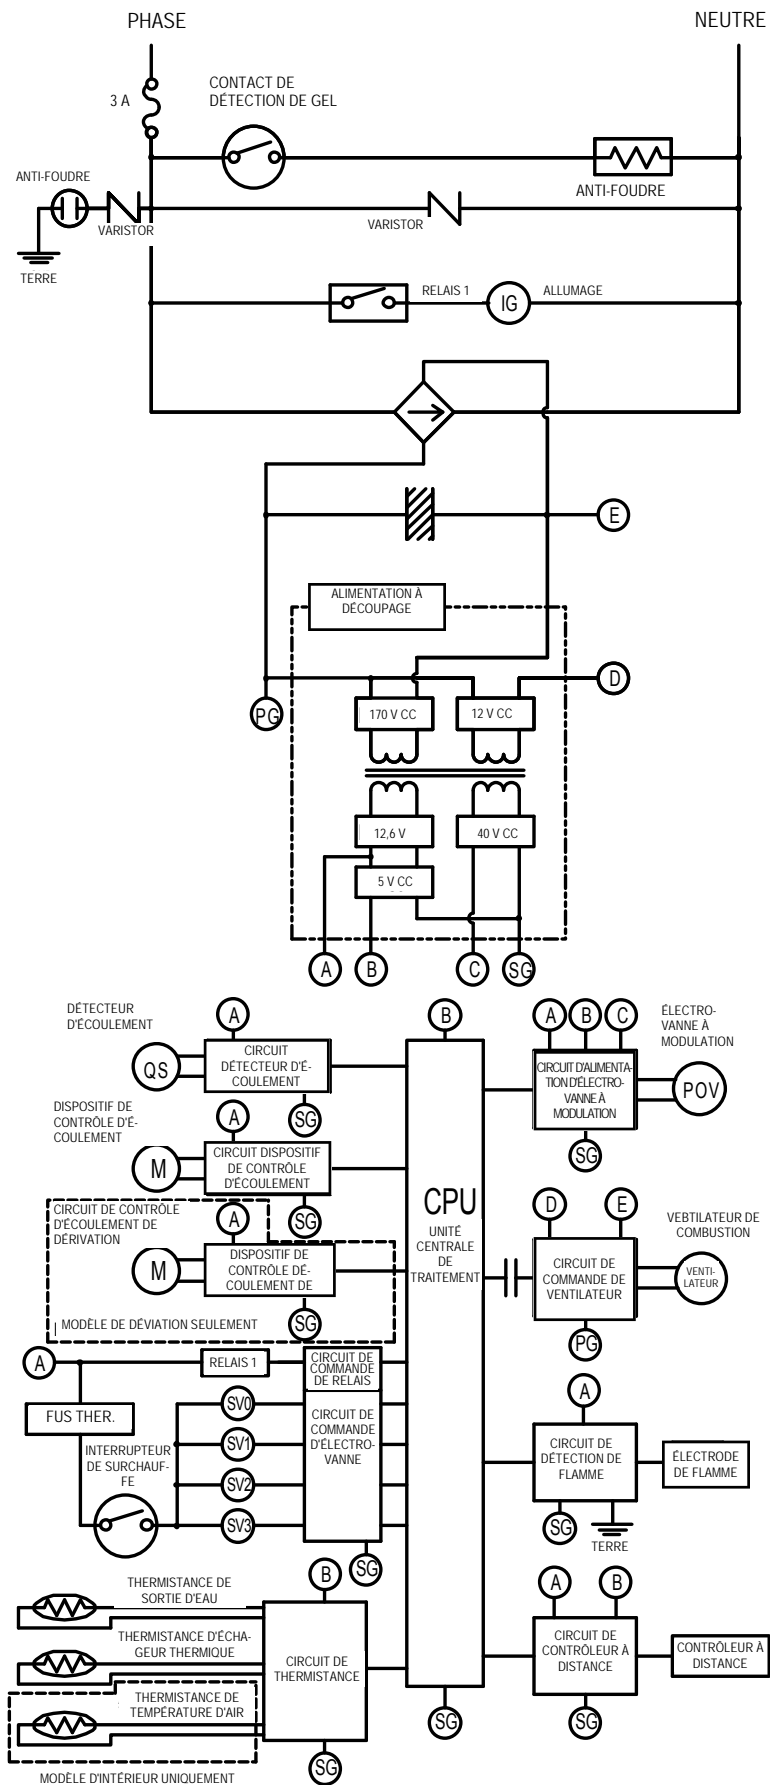 PHASE
NEUTRE
3 A
CONTACT DE
DÉTECTION DE GEL
ANTI-FOUDRE
ANTI-FOUDRE
VARISTOR
VARISTOR
TERRE
RELAIS 1
IG
ALLUMAGE
E
ALIMENTATION À
DÉCOUPAGE
D
PG
170 V CC
12 V CC
12,6 V
40 V CC
5 V CC
A
B
C
SG
DÉTECTEUR
D'ÉCOULEMENT
A
QS
CIRCUIT
DÉTECTEUR D'É-
COULEMENT
SG
DISPOSITIF DE
CONTRÔLE D'É-
COULEMENT
A
M
CIRCUIT DISPOSITIF
DE CONTRÔLE
D'ÉCOULEMENT
SG
CIRCUIT DE CONTRÔLE
D'ÉCOULEMENT DE
DÉRIVATION
A
M
DISPOSITIF DE
CONTRÔLE DÉ-
COULEMENT DE
SG
MODÈLE DE DÉVIATION SEULEMENT
B
CPU
UNITÉ
CENTRALE
DE
TRAITEMENT
SG
A
B
C
ÉLECTRO-
VANNE À
MODULATION
CIRCUIT D'ALIMENTA-
TION D'ÉLECTRO-
VANNE À
MODULATION
POV
SG
D
E
VEBTILATEUR DE
COMBUSTION
CIRCUIT DE
COMMANDE DE
VENTILATEUR
VENTI-
LATEUR
PG
A
RELAIS 1
CIRCUIT DE
COMMANDE
DE RELAIS
FUS THER.
INTERRUPTEUR
DE SURCHAUF-
FE
SV0
SV1
SV2
SV3
CIRCUIT DE
COMMANDE
D'ÉLECTRO-
VANNE
SG
A
CIRCUIT DE
DÉTECTION DE
FLAMME
ÉLECTRODE
DE FLAMME
SG
TERRE
THERMISTANCE DE
SORTIE D'EAU
THERMISTANCE D'ÉCHA-
GEUR THERMIQUE
THERMISTANCE DE
TEMPÉRATURE D'AIR
MODÈLE D'INTÉRIEUR UNIQUEMENT
B
CIRCUIT DE
THERMISTANCE
SG
A
B
CIRCUIT DE
CONTRÔLEUR À
DISTANCE
CONTRÔLEUR À
DISTANCE
SG